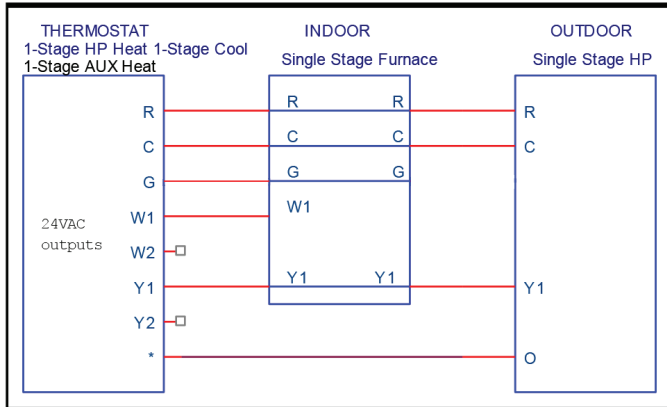 THERMOSTAT
1-Stage HP Heat 1-Stage Cool
1-Stage AUX Heat
INDOOR
Single Stage Furnace
OUTDOOR
Single Stage HP
R R R R
C C C C
G G G
W1 W1
24VAC
outputs
W2
Y1 Y1 Y1 Y1
Y2
* O